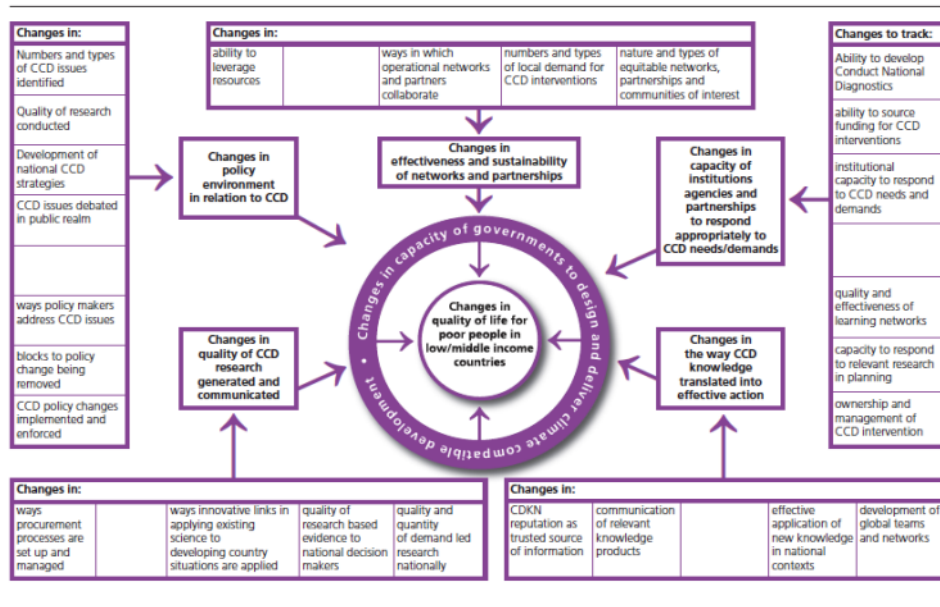 Changes in:
Numbers and types
of CCD issues
identified
Quality of research
conducted
Development of
national CCD
strategies
CCD issues debated
in public realm
ways policy makers
address CCD issues
blocks to policy
change being
removed
CCD policy changes
implemented and
enforced
Changes in:
ability to
leverage
resources
ways in which
operational networks
and partners
collaborate
numbers and types
of local demand for
CCD interventions
nature and types of
equitable networks,
partnerships and
communities of interest
Changes to track:
Ability to develop
Conduct National
Diagnostics
ability to source
funding for CCD
interventions
institutional
capacity to respond
to CCD needs and
demands
quality and
effectiveness of
learning networks
capacity to respond
to relevant research
in planning
ownership and
management of
CCD intervention
Changes in
policy
environment
in relation to CCD
Changes in
effectiveness and sustainability
of networks and partnerships
Changes in
capacity of
institutions
agencies and
partnerships
to respond
appropriately to
CCD needs/demands
Changes in capacity of governments to design and deliver climate compatible development •
Changes in
quality of life for
poor people in
low/middle income
countries
Changes in
quality of CCD
research
generated and
communicated
Changes in
the way CCD
knowledge
translated into
effective action
Changes in:
ways
procurement
processes are
set up and
managed
ways innovative links in
applying existing
science to
developing country
situations are applied
quality of
research based
evidence to
national decision
makers
quality and
quantity
of demand led
research
nationally
Changes in:
CDKN
reputation as
trusted source
of information
communication
of relevant
knowledge
products
effective
application of
new knowledge
in national
contexts
development of
global teams
and networks